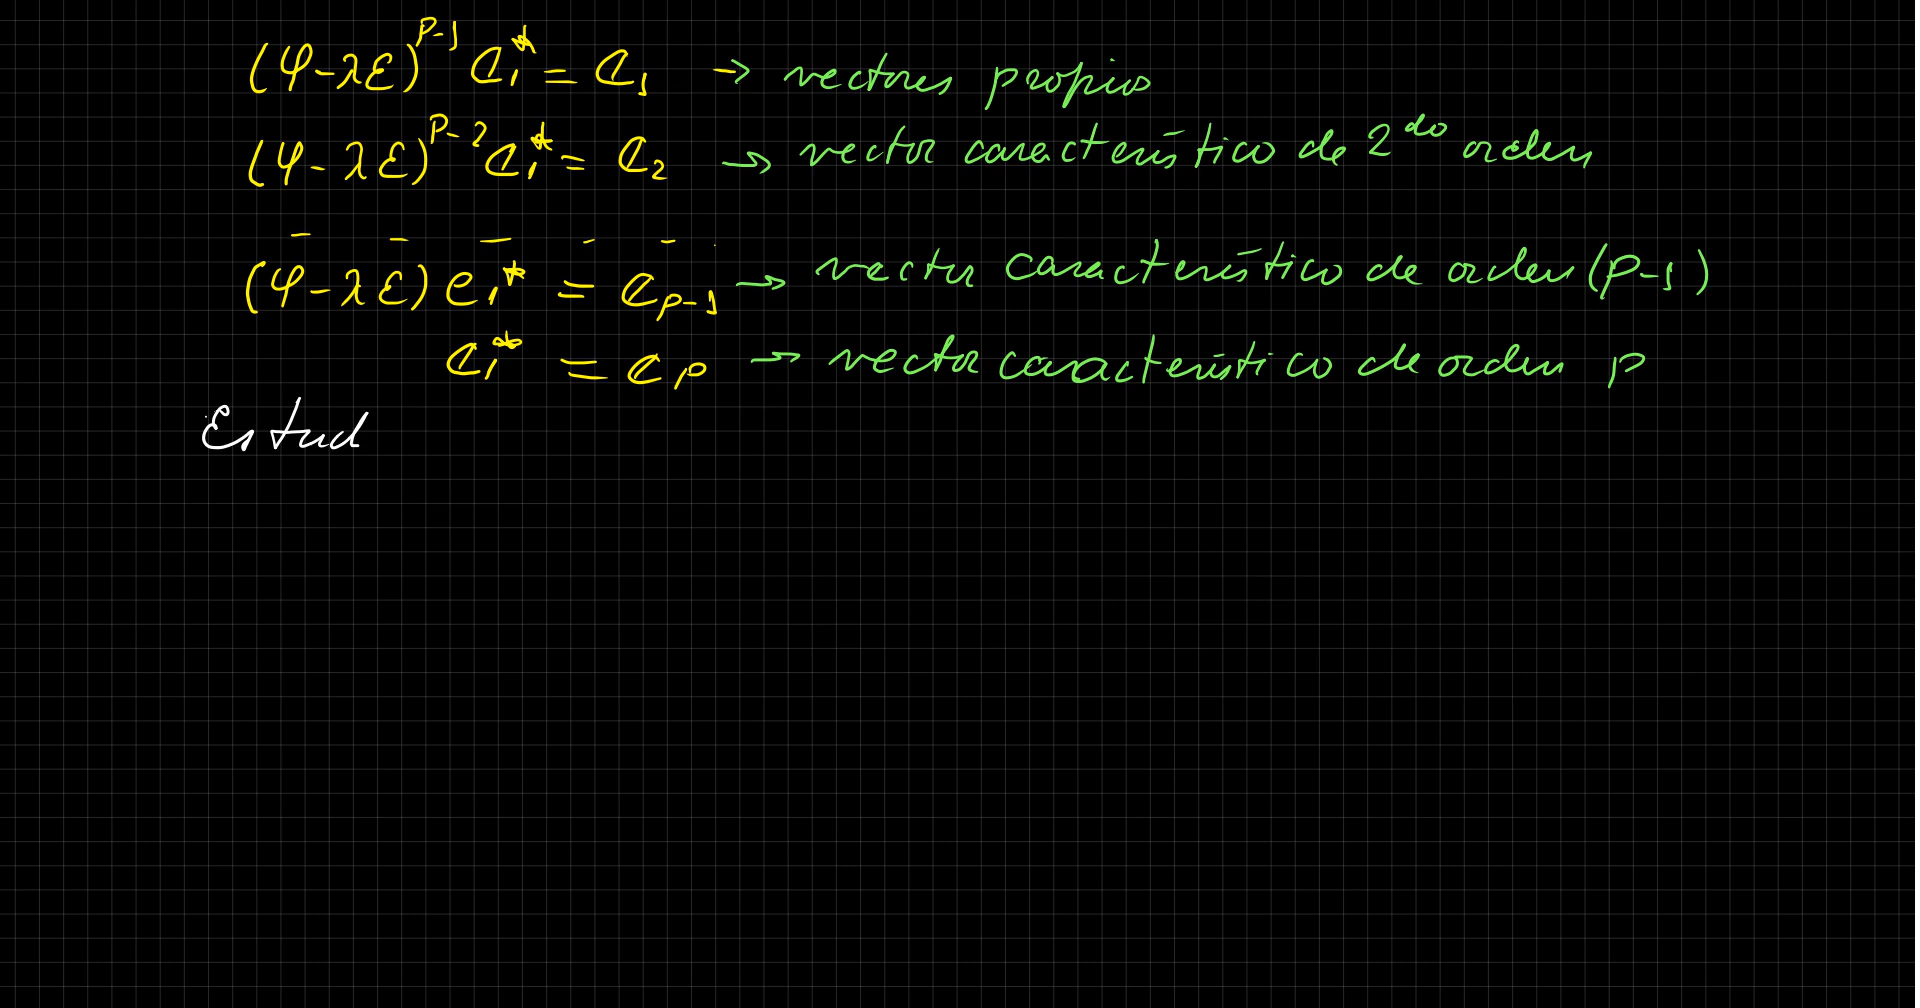 (φ-λε)^{p-1} e₁* = e₁ → vectores propios
(φ-λε)^{p-2} e₁* = e₂ → vector característico de 2^{do} orden
- - - - -
(φ-λε) e₁* = e_{p-1} → vector característico de orden (p-1)
e₁* = e_p → vector característico de orden p
Estud